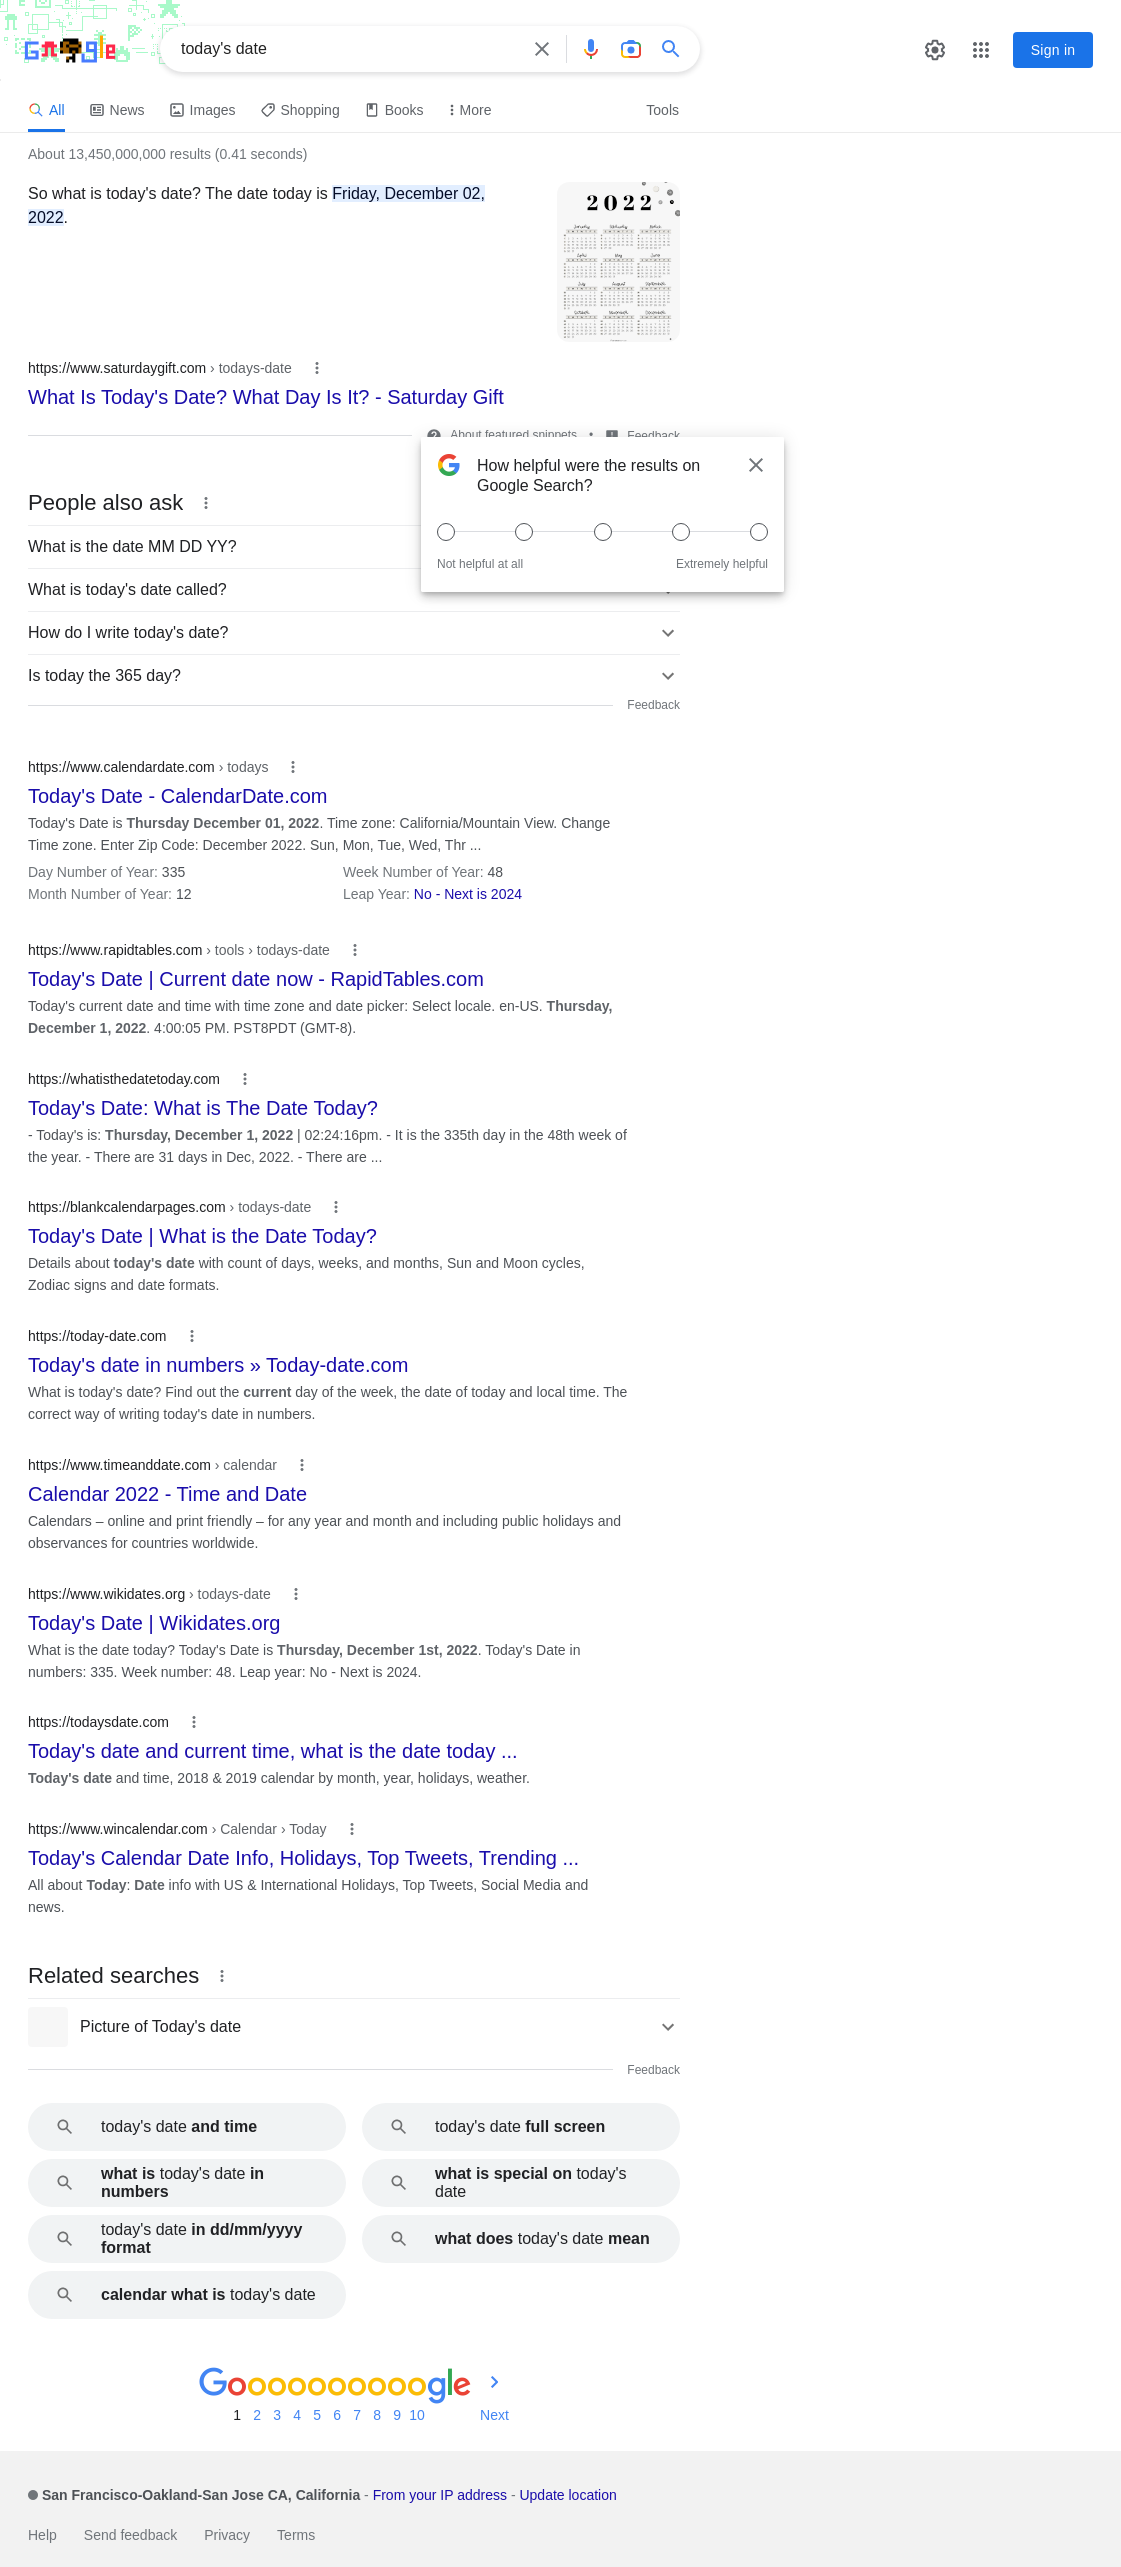 Google
today's date
Sign in
All
News
Images
Shopping
Books
More
Tools
About 13,450,000,000 results (0.41 seconds)
So what is today's date? The date today is Friday, December 02,
2022.
2022
https://www.saturdaygift.com › todays-date
What Is Today's Date? What Day Is It? - Saturday Gift
About featured snippets
•
Feedback
How helpful were the results on
Google Search?
Not helpful at all
Extremely helpful
People also ask
What is the date MM DD YY?
What is today's date called?
How do I write today's date?
Is today the 365 day?
Feedback
https://www.calendardate.com › todays
Today's Date - CalendarDate.com
Today's Date is Thursday December 01, 2022. Time zone: California/Mountain View. Change
Time zone. Enter Zip Code: December 2022. Sun, Mon, Tue, Wed, Thr ...
Day Number of Year: 335
Week Number of Year: 48
Month Number of Year: 12
Leap Year: No - Next is 2024
https://www.rapidtables.com › tools › todays-date
Today's Date | Current date now - RapidTables.com
Today's current date and time with time zone and date picker: Select locale. en-US. Thursday,
December 1, 2022. 4:00:05 PM. PST8PDT (GMT-8).
https://whatisthedatetoday.com
Today's Date: What is The Date Today?
- Today's is: Thursday, December 1, 2022 | 02:24:16pm. - It is the 335th day in the 48th week of
the year. - There are 31 days in Dec, 2022. - There are ...
https://blankcalendarpages.com › todays-date
Today's Date | What is the Date Today?
Details about today's date with count of days, weeks, and months, Sun and Moon cycles,
Zodiac signs and date formats.
https://today-date.com
Today's date in numbers » Today-date.com
What is today's date? Find out the current day of the week, the date of today and local time. The
correct way of writing today's date in numbers.
https://www.timeanddate.com › calendar
Calendar 2022 - Time and Date
Calendars – online and print friendly – for any year and month and including public holidays and
observances for countries worldwide.
https://www.wikidates.org › todays-date
Today's Date | Wikidates.org
What is the date today? Today's Date is Thursday, December 1st, 2022. Today's Date in
numbers: 335. Week number: 48. Leap year: No - Next is 2024.
https://todaysdate.com
Today's date and current time, what is the date today ...
Today's date and time, 2018 & 2019 calendar by month, year, holidays, weather.
https://www.wincalendar.com › Calendar › Today
Today's Calendar Date Info, Holidays, Top Tweets, Trending ...
All about Today: Date info with US & International Holidays, Top Tweets, Social Media and
news.
Related searches
Picture of Today's date
Feedback
today's date and time
today's date full screen
what is today's date in
numbers
what is special on today's
date
today's date in dd/mm/yyyy
format
what does today's date mean
calendar what is today's date
Goooooooooogle
1 2 3 4 5 6 7 8 9 10
Next
San Francisco-Oakland-San Jose CA, California - From your IP address - Update location
Help
Send feedback
Privacy
Terms